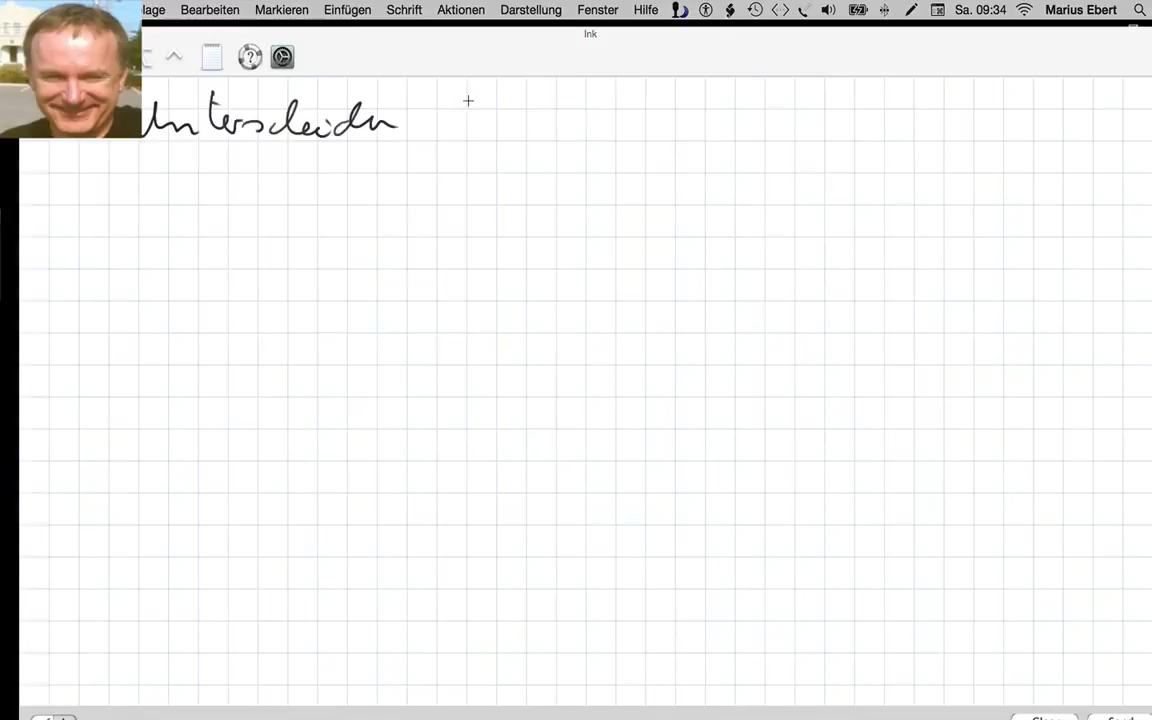 lage Bearbeiten Markieren Einfügen Schrift Aktionen Darstellung Fenster Hilfe Sa. 09:34 Marius Ebert
Ink
Unterscheiden